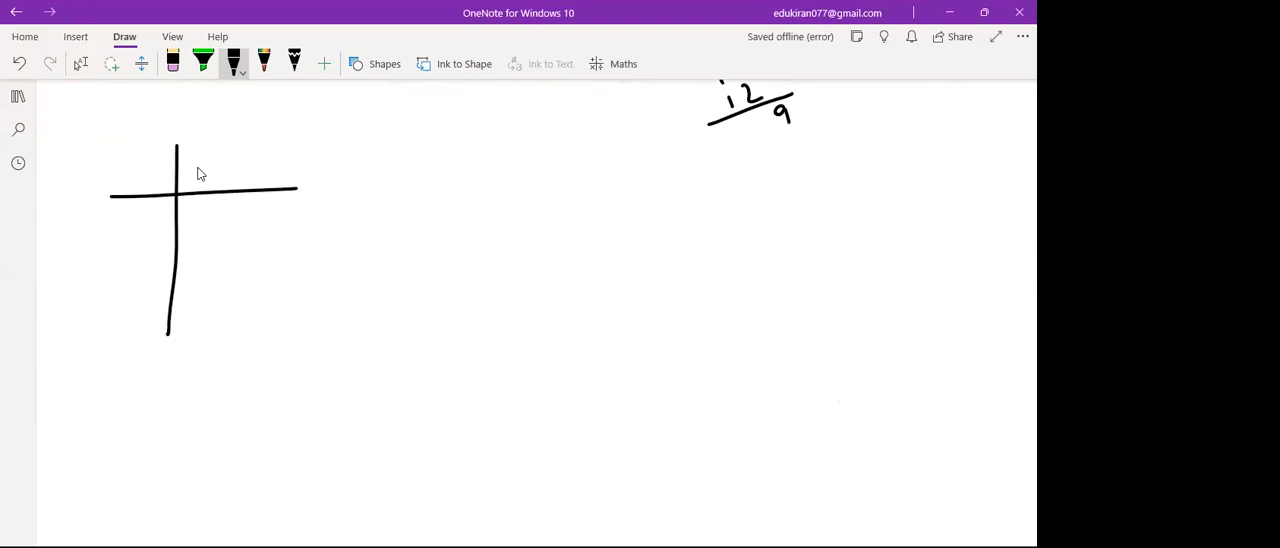 OneNote for Windows 10
edukiran077@gmail.com
Home Insert Draw View Help
Saved offline (error)
Share
Shapes
Ink to Shape
Ink to Text
Maths
12
9